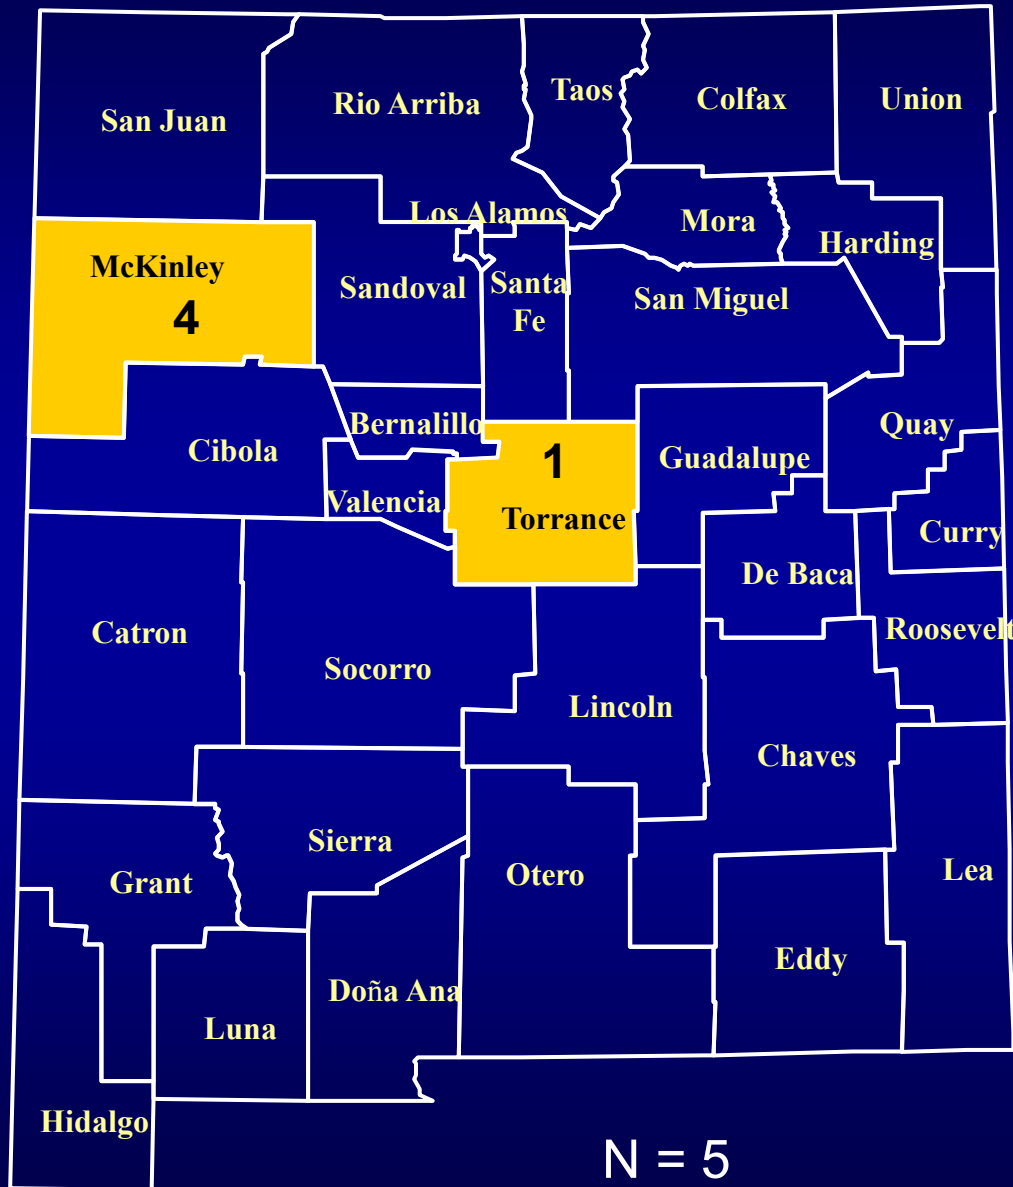 San Juan
Rio Arriba
Taos
Colfax
Union
Los Alamos
Mora
Harding
McKinley
4
Sandoval
Santa
Fe
San Miguel
Bernalillo
Cibola
Valencia
1
Torrance
Guadalupe
Quay
Curry
De Baca
Roosevelt
Catron
Socorro
Lincoln
Chaves
Sierra
Grant
Otero
Lea
Eddy
Doña Ana
Luna
Hidalgo
N = 5